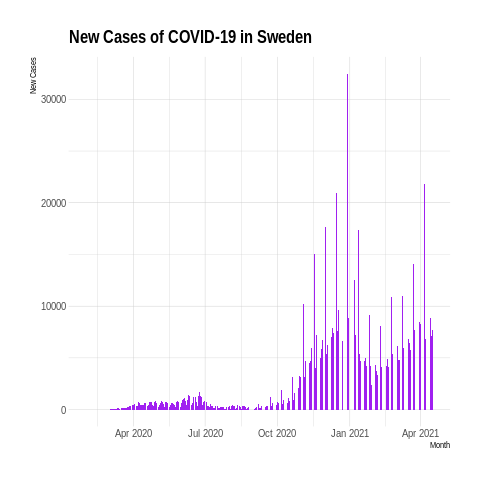 New Cases of COVID-19 in Sweden
New Cases
30000
20000
10000
0
Apr 2020 Jul 2020 Oct 2020 Jan 2021 Apr 2021
Month